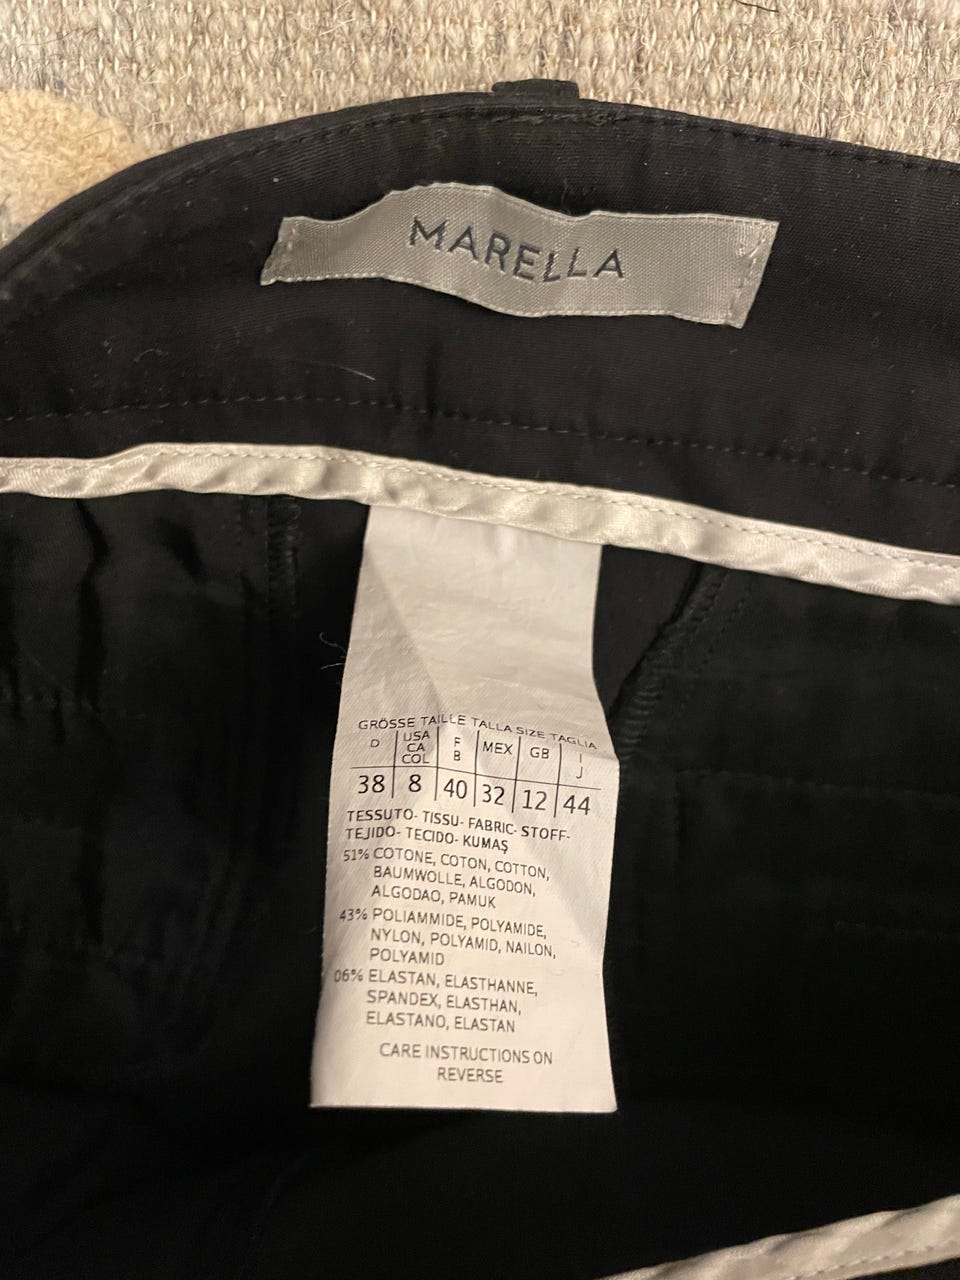 MARELLA
GRÖSSE TAILLE TALLA SIZE TAGLIA
D USA CA COL F B MEX GB I J
38 8 40 32 12 44
TESSUTO- TISSU- FABRIC- STOFF-
TEJIDO- TECIDO- KUMAŞ
51% COTONE, COTON, COTTON,
BAUMWOLLE, ALGODON,
ALGODAO, PAMUK
43% POLIAMMIDE, POLYAMIDE,
NYLON, POLYAMID, NAILON,
POLYAMID
06% ELASTAN, ELASTHANNE,
SPANDEX, ELASTHAN,
ELASTANO, ELASTAN
CARE INSTRUCTIONS ON
REVERSE